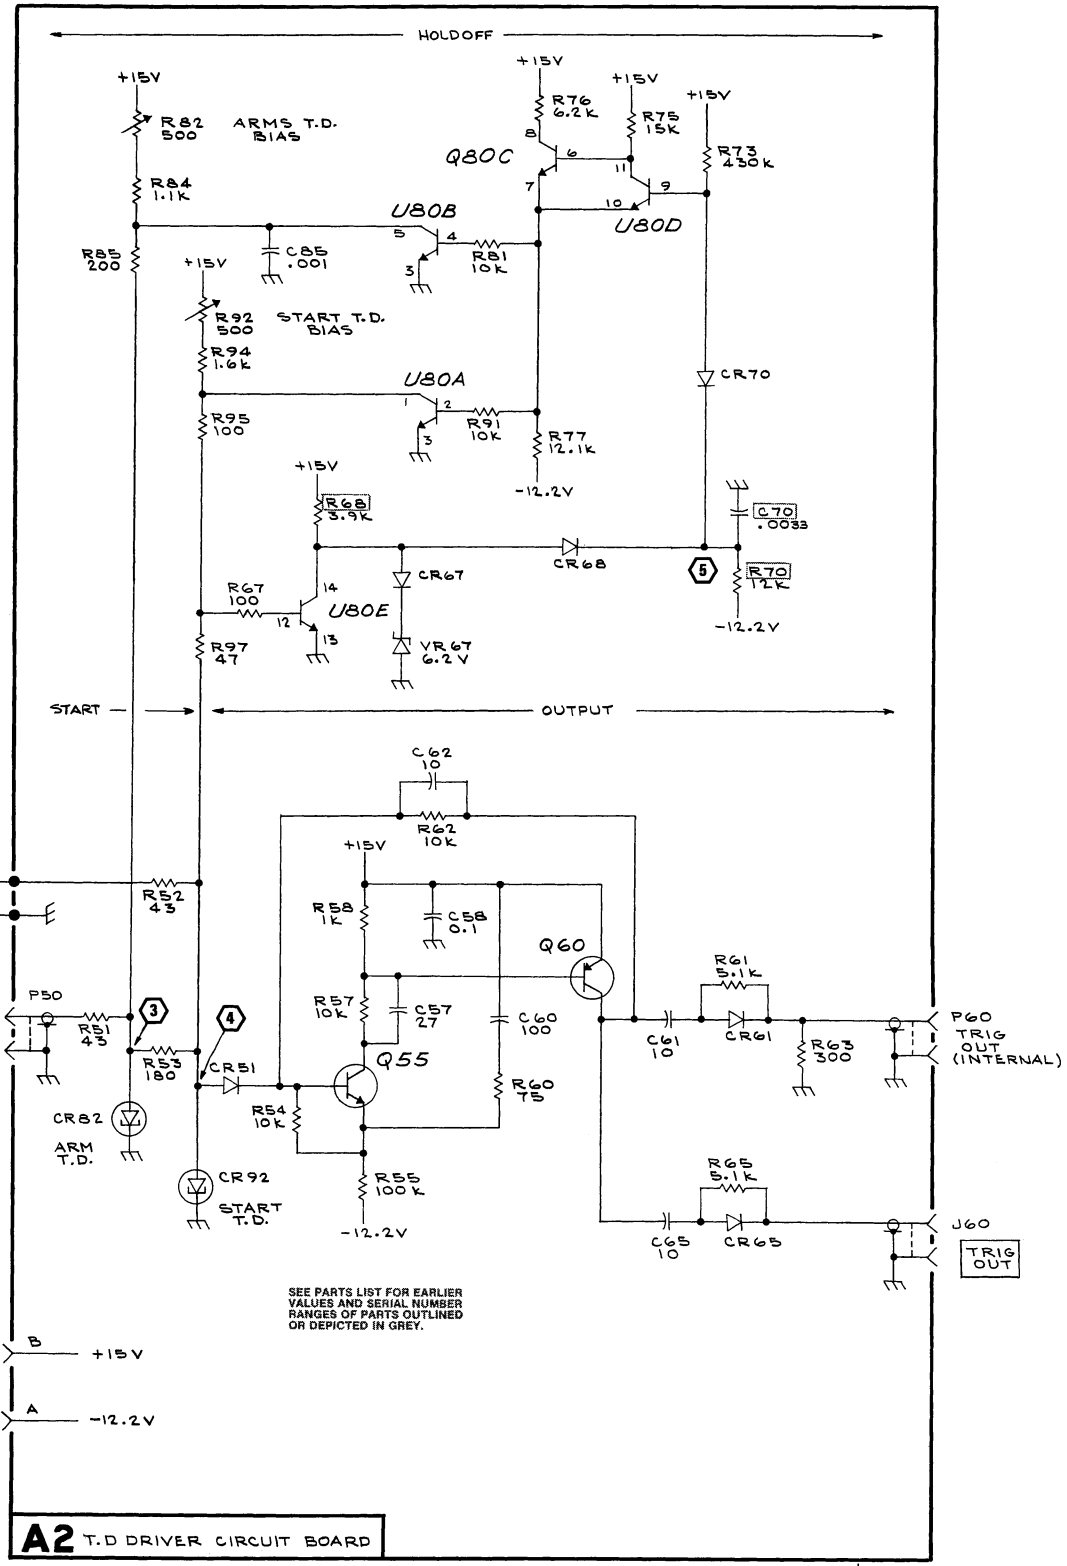 HOLDOFF
+15V
R82
500
ARMS T.D.
BIAS
R84
1.1K
R85
200
+15V
R92
500
START T.D.
BIAS
R94
1.6K
R95
100
C85
.001
U80B
5
4
3
R81
10K
U80A
1
2
3
R91
10K
+15V
R76
6.2K
8
Q80C
6
7
+15V
R75
15K
11
10
9
U80D
+15V
R73
430K
R77
12.1K
-12.2V
CR70
+15V
R68
3.9K
R67
100
12
14
13
U80E
CR67
VR67
6.2V
CR68
5
C70
.0033
R70
12K
-12.2V
R97
47
START
OUTPUT
C62
10
R62
10K
+15V
R52
43
R58
1K
C58
0.1
Q60
P50
R51
43
3
4
R57
10K
C57
27
C60
100
R61
5.1K
C61
10
CR61
R63
300
P60
TRIG
OUT
(INTERNAL)
R53
180
CR51
Q55
R54
10K
R60
75
CR82
ARM
T.D.
CR92
START
T.D.
R55
100K
-12.2V
R65
5.1K
C65
10
CR65
J60
TRIG
OUT
SEE PARTS LIST FOR EARLIER
VALUES AND SERIAL NUMBER
RANGES OF PARTS OUTLINED
OR DEPICTED IN GREY.
B
+15V
A
-12.2V
A2 T.D DRIVER CIRCUIT BOARD